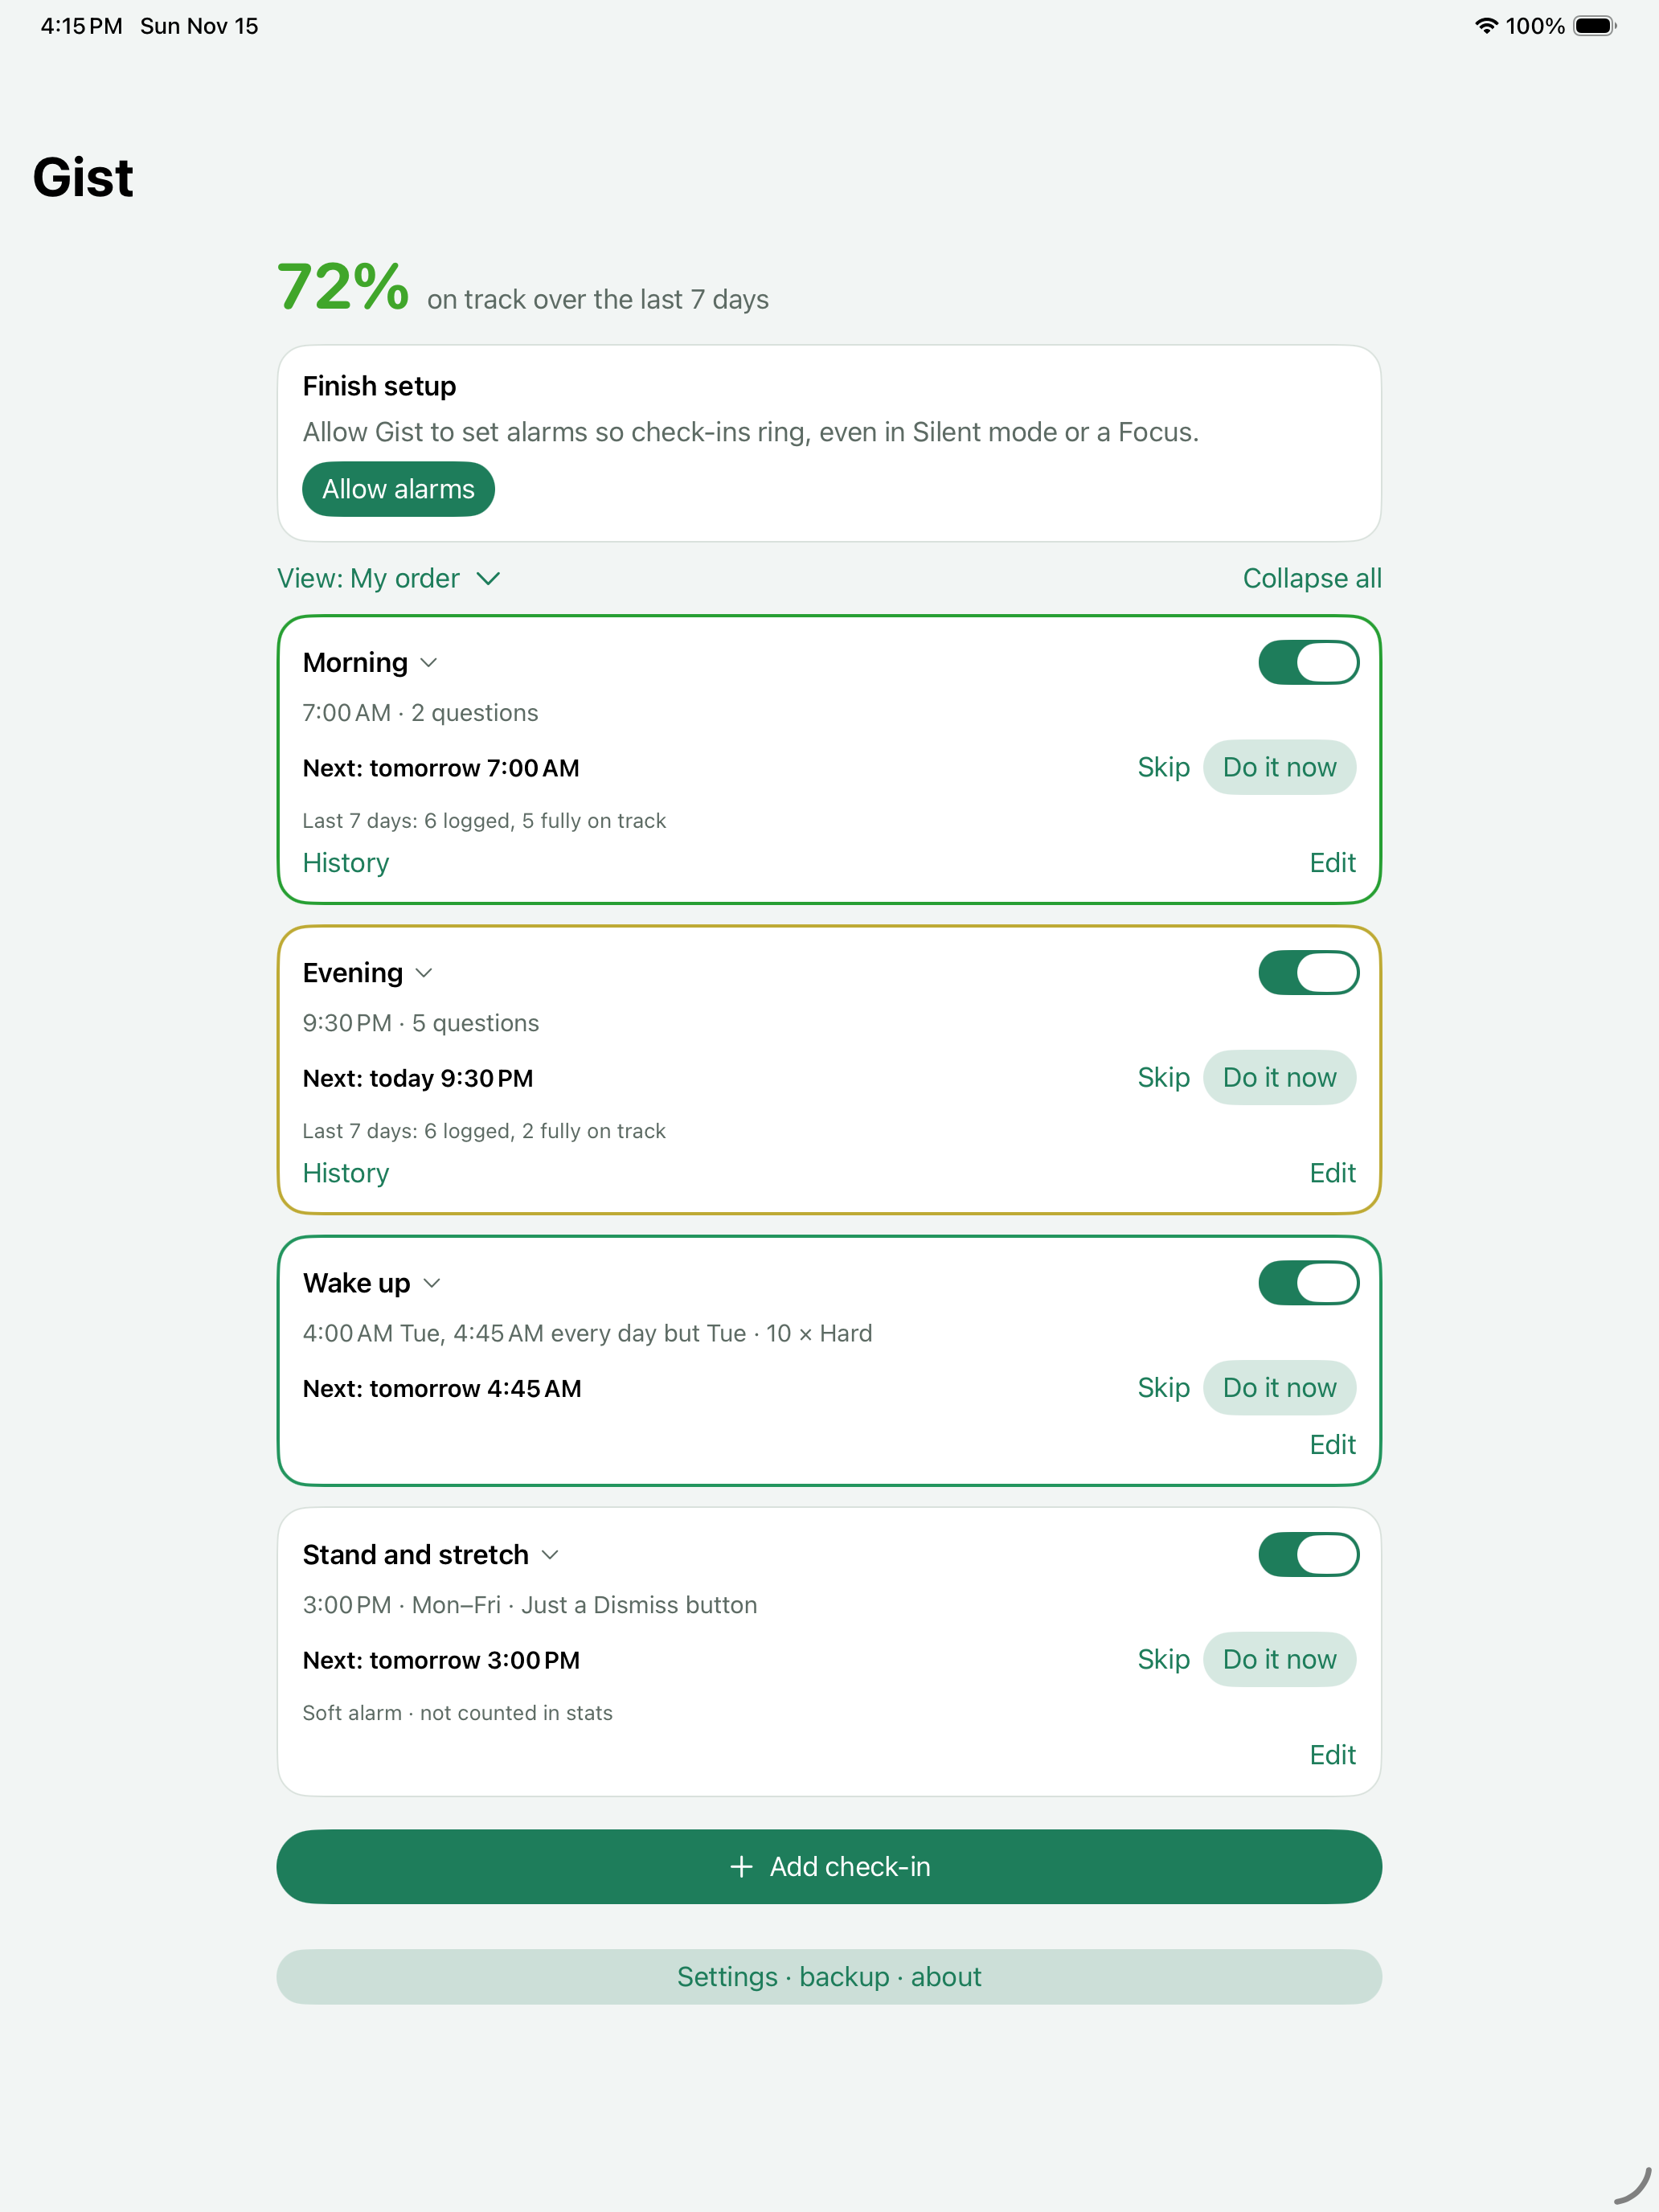 4:15 PM Sun Nov 15
100%
Gist
72% on track over the last 7 days
Finish setup
Allow Gist to set alarms so check-ins ring, even in Silent mode or a Focus.
Allow alarms
View: My order
Collapse all
Morning
7:00 AM · 2 questions
Next: tomorrow 7:00 AM
Skip
Do it now
Last 7 days: 6 logged, 5 fully on track
History
Edit
Evening
9:30 PM · 5 questions
Next: today 9:30 PM
Skip
Do it now
Last 7 days: 6 logged, 2 fully on track
History
Edit
Wake up
4:00 AM Tue, 4:45 AM every day but Tue · 10 × Hard
Next: tomorrow 4:45 AM
Skip
Do it now
Edit
Stand and stretch
3:00 PM · Mon–Fri · Just a Dismiss button
Next: tomorrow 3:00 PM
Skip
Do it now
Soft alarm · not counted in stats
Edit
+ Add check-in
Settings · backup · about